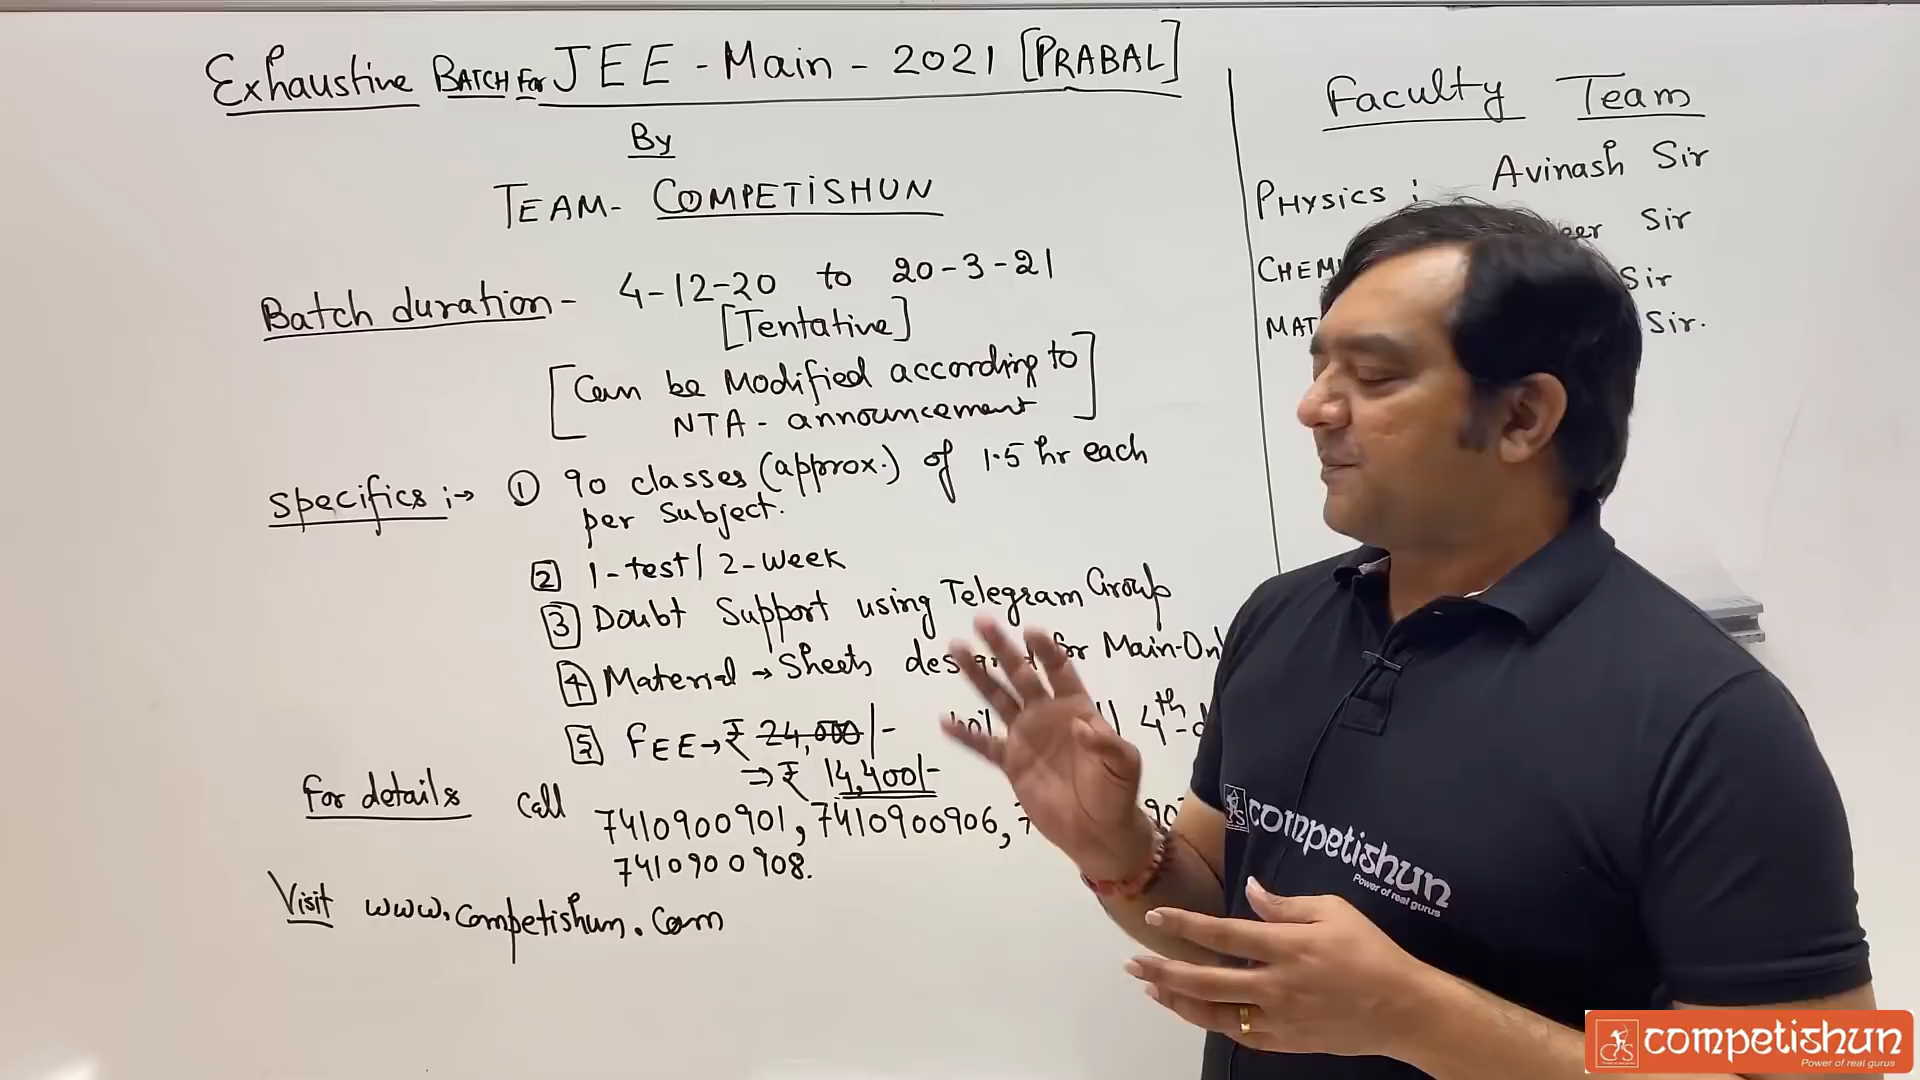 Exhaustive BATCH For JEE - Main - 2021 [PRABAL]
By
TEAM- COMPETISHUN
Batch duration - 4-12-20 to 20-3-21
[Tentative]
[Can be Modified according to
NTA - announcement]
Specifics :→ ① 90 classes (approx.) of 1.5 hr each
per subject.
2 1-test / 2-week
3 Doubt Support using Telegram Group
4 Material → Sheets for Main-
5 FEE → ₹ 24,000/- 4th
⇒ ₹ 14,400/-
For details call 7410900901, 7410900906,
7410900908.
Visit www.competishun.com
Faculty Team
PHYSICS : Avinash Sir
Sir
Sir
Sir.
competishun
Power of real gurus
competishun
Power of real gurus